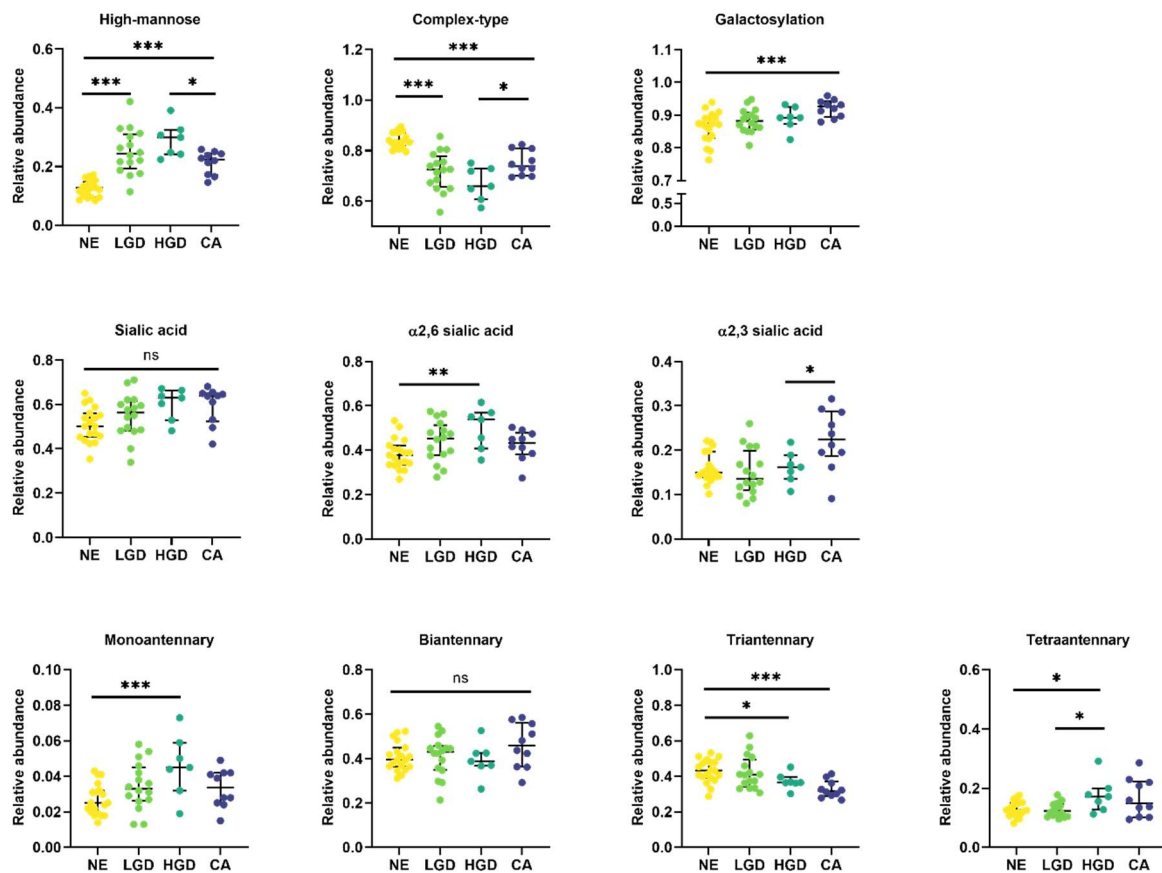 High-mannose
Complex-type
Galactosylation
Relative abundance
0.6
0.4
0.2
0.0
***
***
*
NE LGD HGD CA
Relative abundance
1.2
1.0
0.8
0.6
***
***
*
NE LGD HGD CA
Relative abundance
1.1
1.0
0.9
0.8
0.7
0.5
0.0
***
NE LGD HGD CA
Sialic acid
α2,6 sialic acid
α2,3 sialic acid
Relative abundance
0.8
0.6
0.4
0.2
0.0
ns
NE LGD HGD CA
Relative abundance
0.8
0.6
0.4
0.2
0.0
**
NE LGD HGD CA
Relative abundance
0.4
0.3
0.2
0.1
0.0
*
NE LGD HGD CA
Monoantennary
Biantennary
Triantennary
Tetraantennary
Relative abundance
0.10
0.08
0.06
0.04
0.02
0.00
***
NE LGD HGD CA
Relative abundance
0.8
0.6
0.4
0.2
0.0
ns
NE LGD HGD CA
Relative abundance
1.0
0.8
0.6
0.4
0.2
0.0
***
*
NE LGD HGD CA
Relative abundance
0.6
0.4
0.2
0.0
*
*
NE LGD HGD CA